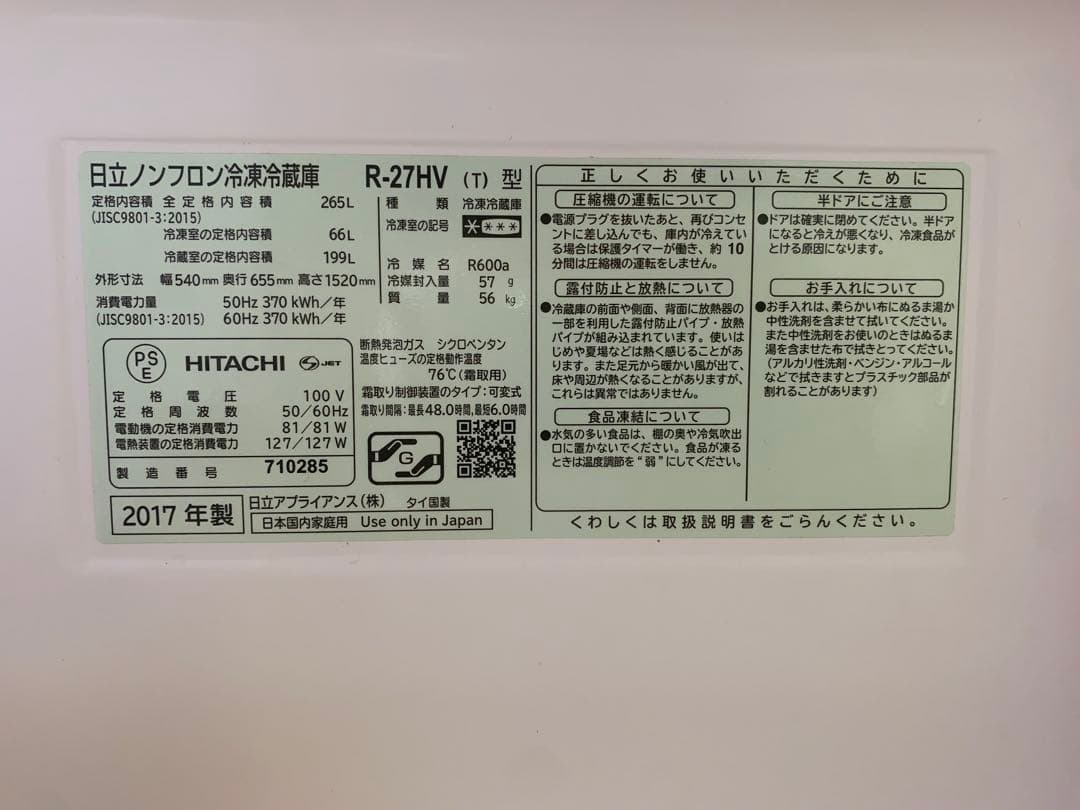 日立ノンフロン冷凍冷蔵庫 R-27HV (T) 型
定格内容積 全定格内容積 265L
(JISC9801-3:2015)
冷凍室の定格内容積 66L
冷蔵室の定格内容積 199L
外形寸法 幅540mm 奥行655mm 高さ1520mm
消費電力量 50Hz 370 kWh/年
(JISC9801-3:2015) 60Hz 370 kWh/年
種類 冷凍冷蔵庫
冷凍室の記号 ****
冷媒名 R600a
冷媒封入量 57 g
質量 56 kg
PS
E
HITACHI
S JET
定格電圧 100 V
定格周波数 50/60Hz
電動機の定格消費電力 81/81 W
電熱装置の定格消費電力 127/127 W
製造番号 710285
断熱発泡ガス シクロペンタン
温度ヒューズの定格動作温度
76℃(霜取用)
霜取り制御装置のタイプ:可変式
霜取り間隔:最長48.0時間,最短6.0時間
G
2017 年製
日立アプライアンス(株) タイ国製
日本国内家庭用 Use only in Japan
正しくお使いいただくために
圧縮機の運転について
●電源プラグを抜いたあと、再びコンセ
ントに差し込んでも、庫内が冷えてい
る場合は保護タイマーが働き、約10
分間は圧縮機の運転をしません。
露付防止と放熱について
●冷蔵庫の前面や側面、背面に放熱器の
一部を利用した露付防止パイプ・放熱
パイプが組み込まれています。使いは
じめや夏場などは熱く感じることがあ
ります。また足元から暖かい風が出て、
床や周辺が熱くなることがありますが、
これらは異常ではありません。
食品凍結について
●水気の多い食品は、棚の奥や冷気吹出
口に置かないでください。食品が凍る
ときは温度調節を“弱”にしてください。
半ドアにご注意
●ドアは確実に閉めてください。半ドア
になると冷えが悪くなり、冷凍食品が
とける原因になります。
お手入れについて
●お手入れは、柔らかい布にぬるま湯か
中性洗剤を含ませて拭いてください。
また中性洗剤をお使いのときはぬるま
湯を含ませた布で拭きとってください。
(アルカリ性洗剤・ベンジン・アルコール
などで拭きますとプラスチック部品が
割れることがあります)
くわしくは取扱説明書をごらんください。